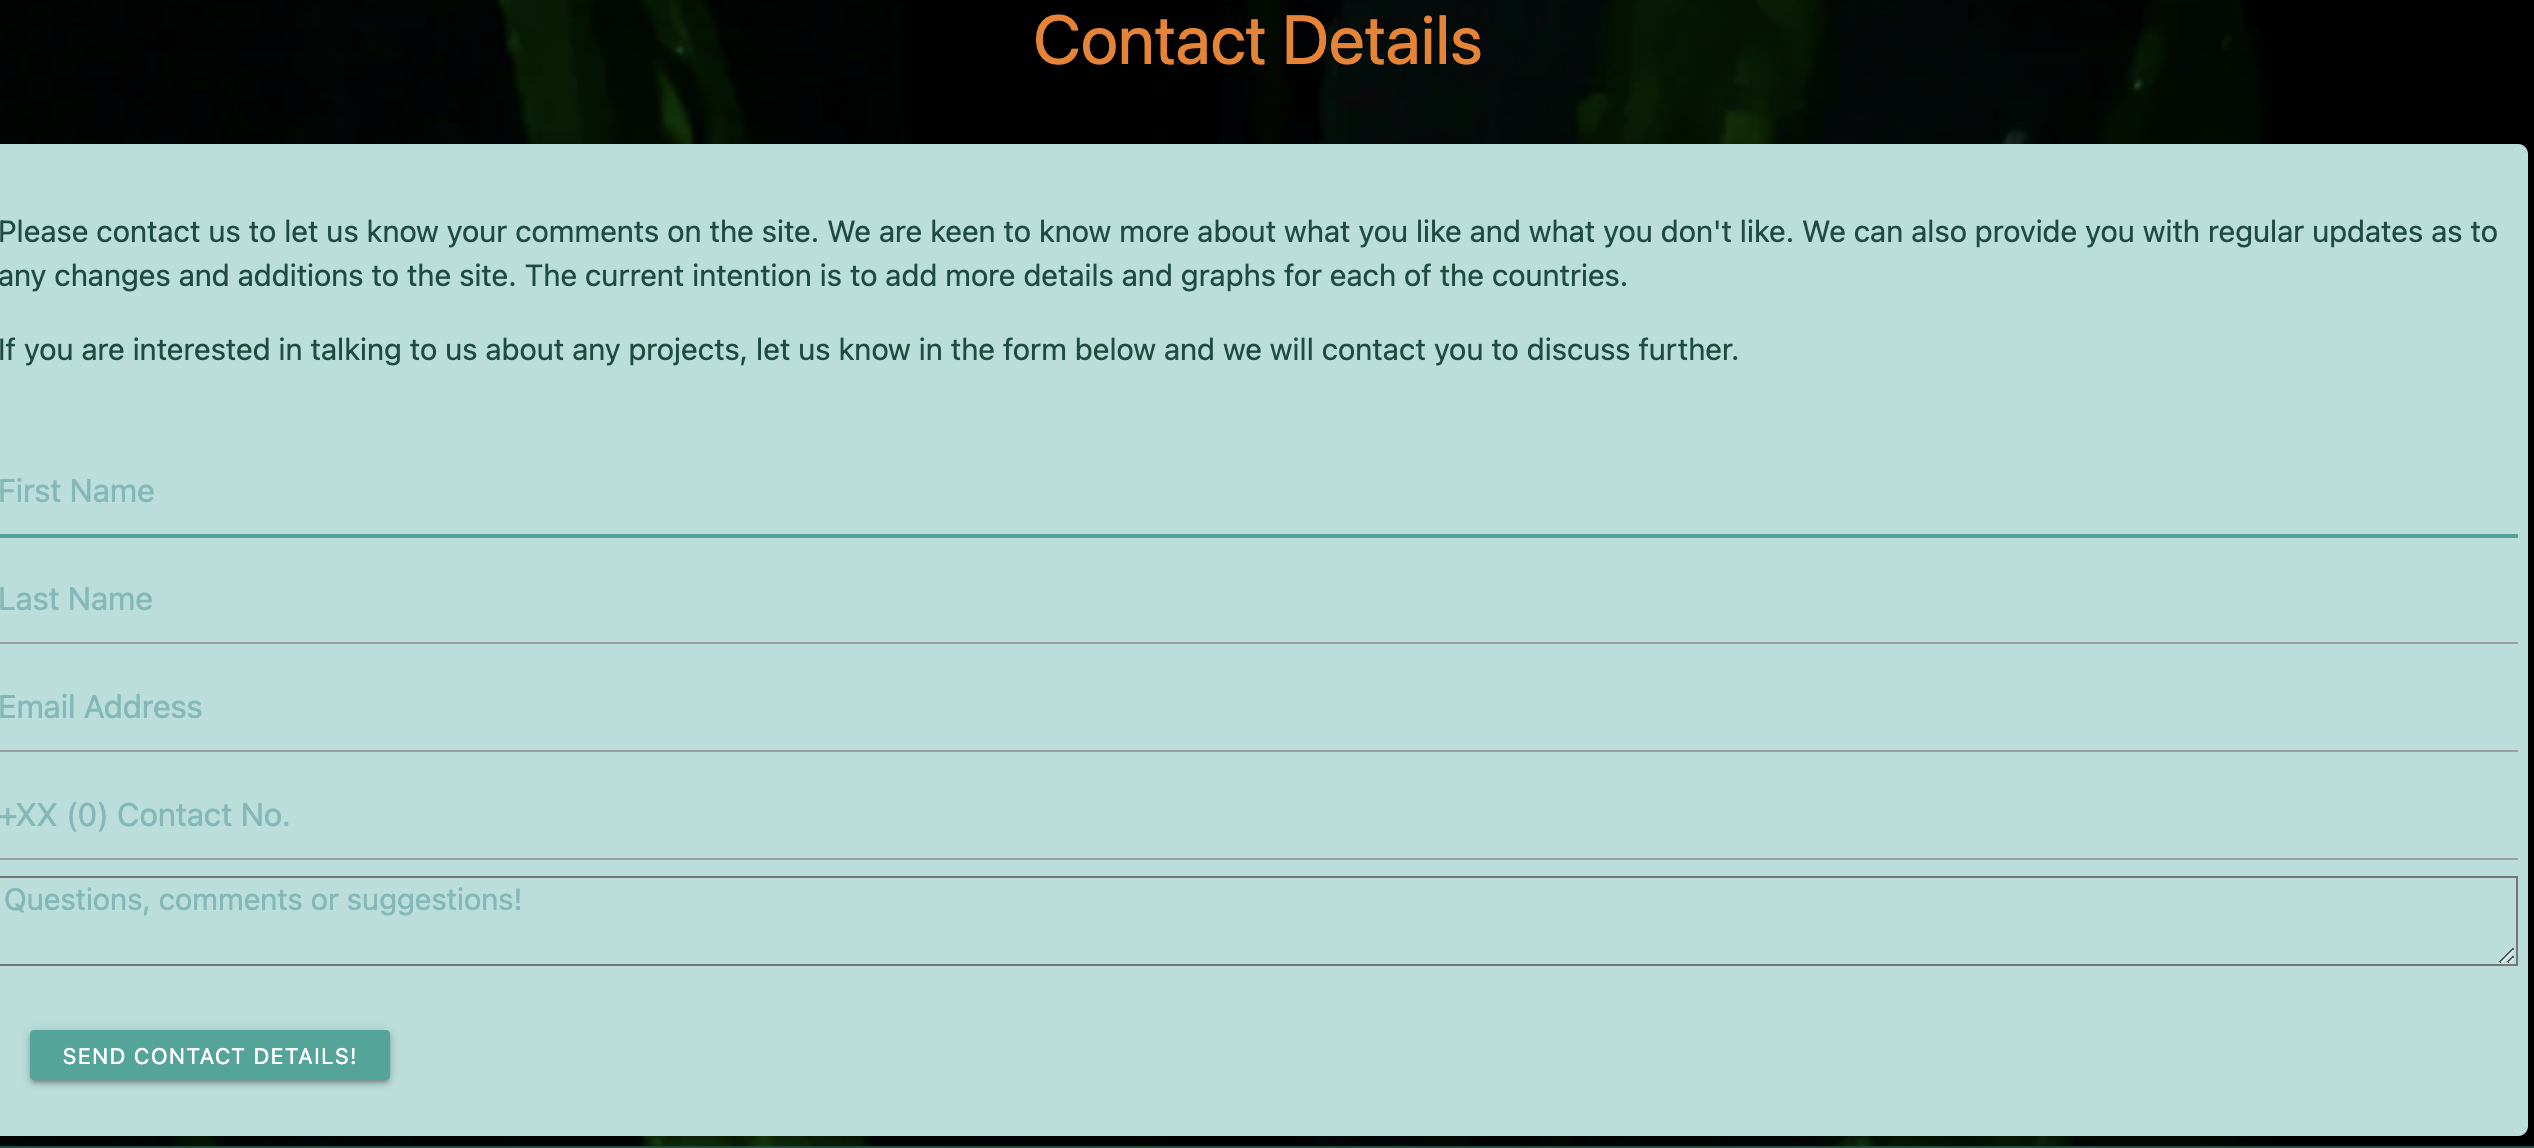 Contact Details
Please contact us to let us know your comments on the site. We are keen to know more about what you like and what you don't like. We can also provide you with regular updates as to
any changes and additions to the site. The current intention is to add more details and graphs for each of the countries.
If you are interested in talking to us about any projects, let us know in the form below and we will contact you to discuss further.
First Name
Last Name
Email Address
+XX (0) Contact No.
Questions, comments or suggestions!
SEND CONTACT DETAILS!